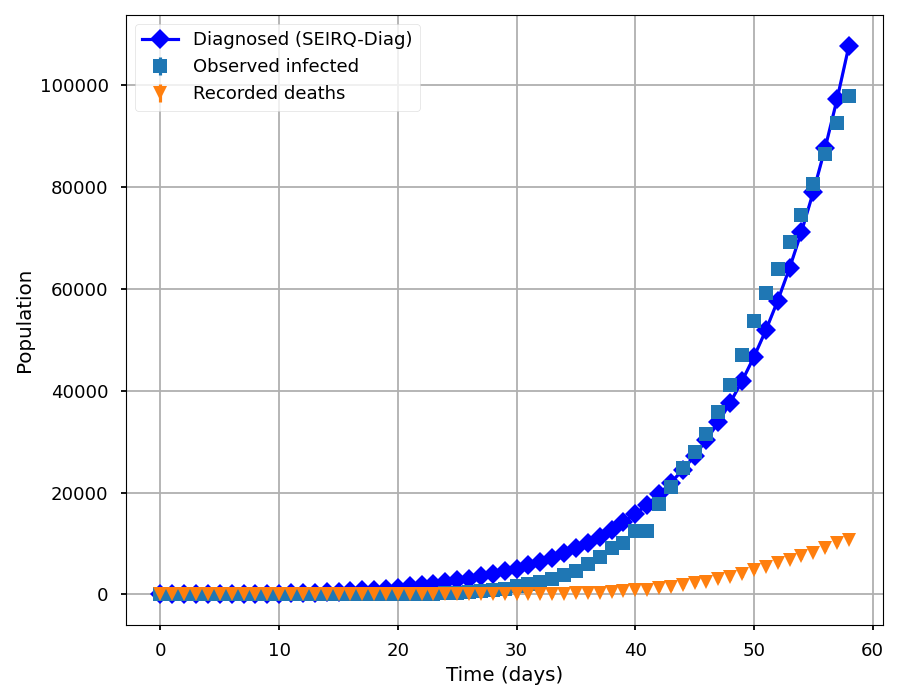 Diagnosed (SEIRQ-Diag)
Observed infected
Recorded deaths
Population
100000
80000
60000
40000
20000
0
0 10 20 30 40 50 60
Time (days)